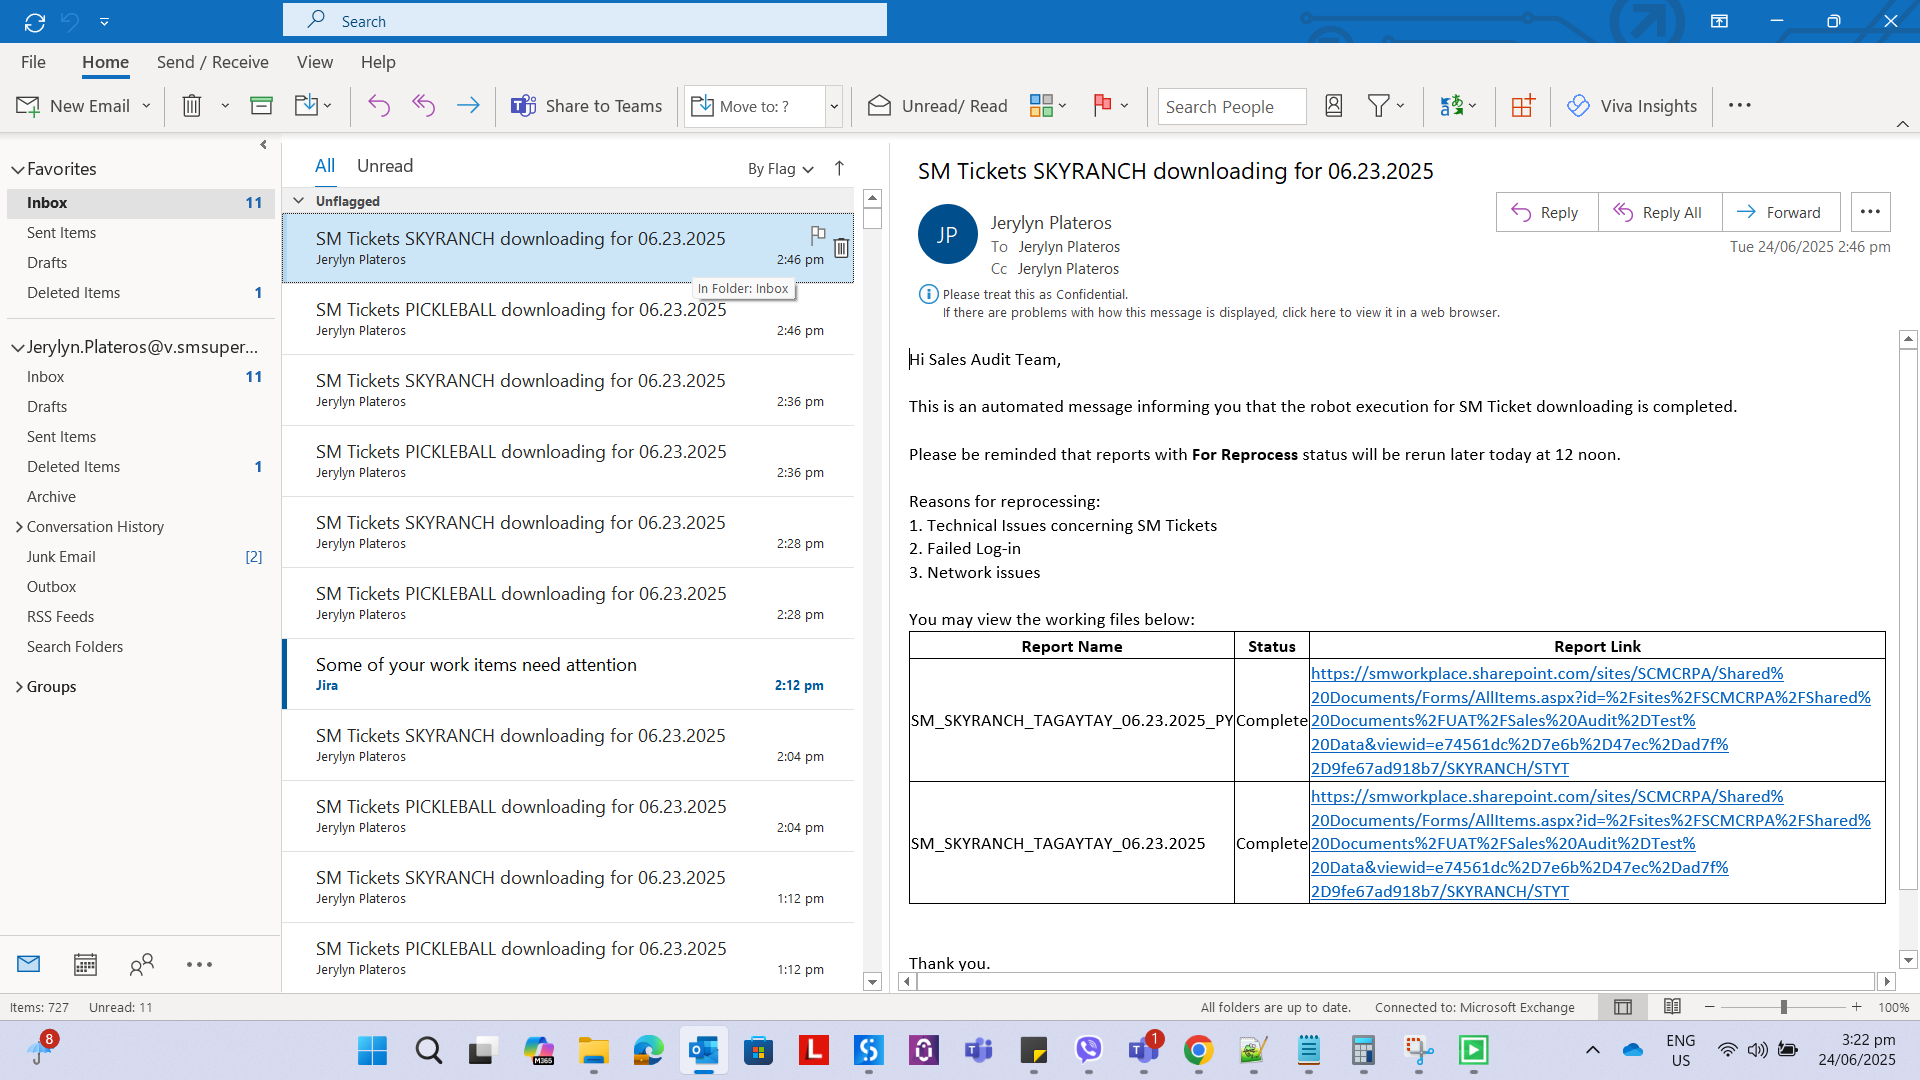 Search
File
Home
Send / Receive
View
Help
New Email
Share to Teams
Move to: ?
Unread/ Read
Search People
Viva Insights
Favorites
Inbox 11
Sent Items
Drafts
Deleted Items 1
Jerylyn.Plateros@v.smsuper...
Inbox 11
Drafts
Sent Items
Deleted Items 1
Archive
Conversation History
Junk Email [2]
Outbox
RSS Feeds
Search Folders
Groups
All Unread By Flag
Unflagged
SM Tickets SKYRANCH downloading for 06.23.2025
Jerylyn Plateros 2:46 pm
In Folder: Inbox
SM Tickets PICKLEBALL downloading for 06.23.2025
Jerylyn Plateros 2:46 pm
SM Tickets SKYRANCH downloading for 06.23.2025
Jerylyn Plateros 2:36 pm
SM Tickets PICKLEBALL downloading for 06.23.2025
Jerylyn Plateros 2:36 pm
SM Tickets SKYRANCH downloading for 06.23.2025
Jerylyn Plateros 2:28 pm
SM Tickets PICKLEBALL downloading for 06.23.2025
Jerylyn Plateros 2:28 pm
Some of your work items need attention
Jira 2:12 pm
SM Tickets SKYRANCH downloading for 06.23.2025
Jerylyn Plateros 2:04 pm
SM Tickets PICKLEBALL downloading for 06.23.2025
Jerylyn Plateros 2:04 pm
SM Tickets SKYRANCH downloading for 06.23.2025
Jerylyn Plateros 1:12 pm
SM Tickets PICKLEBALL downloading for 06.23.2025
Jerylyn Plateros 1:12 pm
SM Tickets SKYRANCH downloading for 06.23.2025
JP
Jerylyn Plateros
To Jerylyn Plateros
Cc Jerylyn Plateros
Reply
Reply All
Forward
Tue 24/06/2025 2:46 pm
Please treat this as Confidential.
If there are problems with how this message is displayed, click here to view it in a web browser.
Hi Sales Audit Team,
This is an automated message informing you that the robot execution for SM Ticket downloading is completed.
Please be reminded that reports with For Reprocess status will be rerun later today at 12 noon.
Reasons for reprocessing:
1. Technical Issues concerning SM Tickets
2. Failed Log-in
3. Network issues
You may view the working files below:
Report Name Status Report Link
SM_SKYRANCH_TAGAYTAY_06.23.2025_PY Complete
https://smworkplace.sharepoint.com/sites/SCMCRPA/Shared%
20Documents/Forms/AllItems.aspx?id=%2Fsites%2FSCMCRPA%2FShared%
20Documents%2FUAT%2FSales%20Audit%2DTest%
20Data&viewid=e74561dc%2D7e6b%2D47ec%2Dad7f%
2D9fe67ad918b7/SKYRANCH/STYT
SM_SKYRANCH_TAGAYTAY_06.23.2025 Complete
https://smworkplace.sharepoint.com/sites/SCMCRPA/Shared%
20Documents/Forms/AllItems.aspx?id=%2Fsites%2FSCMCRPA%2FShared%
20Documents%2FUAT%2FSales%20Audit%2DTest%
20Data&viewid=e74561dc%2D7e6b%2D47ec%2Dad7f%
2D9fe67ad918b7/SKYRANCH/STYT
Thank you.
Items: 727 Unread: 11
All folders are up to date. Connected to: Microsoft Exchange
100%
8
M365
L
1
ENG
US
3:22 pm
24/06/2025